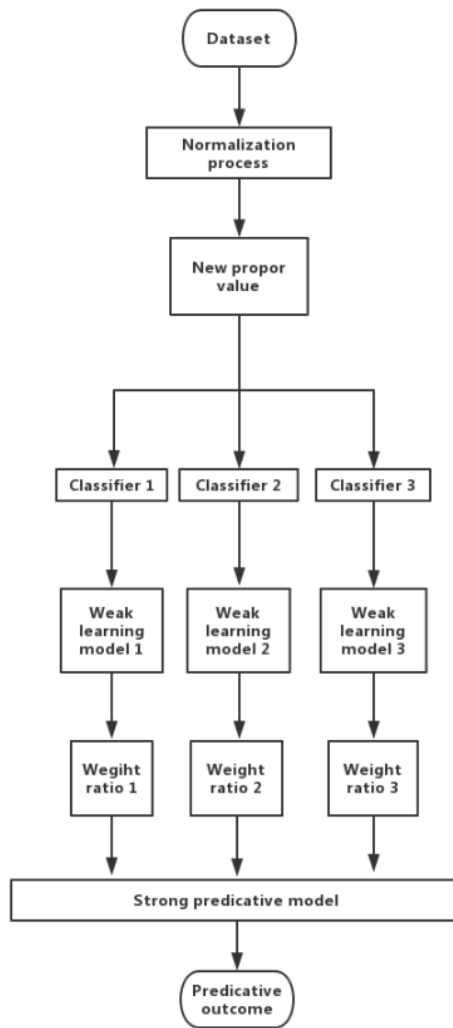 Dataset
Normalization
process
New propor
value
Classifier 1
Classifier 2
Classifier 3
Weak
learning
model 1
Weak
learning
model 2
Weak
learning
model 3
Wegiht
ratio 1
Weight
ratio 2
Weight
ratio 3
Strong predicative model
Predicative
outcome